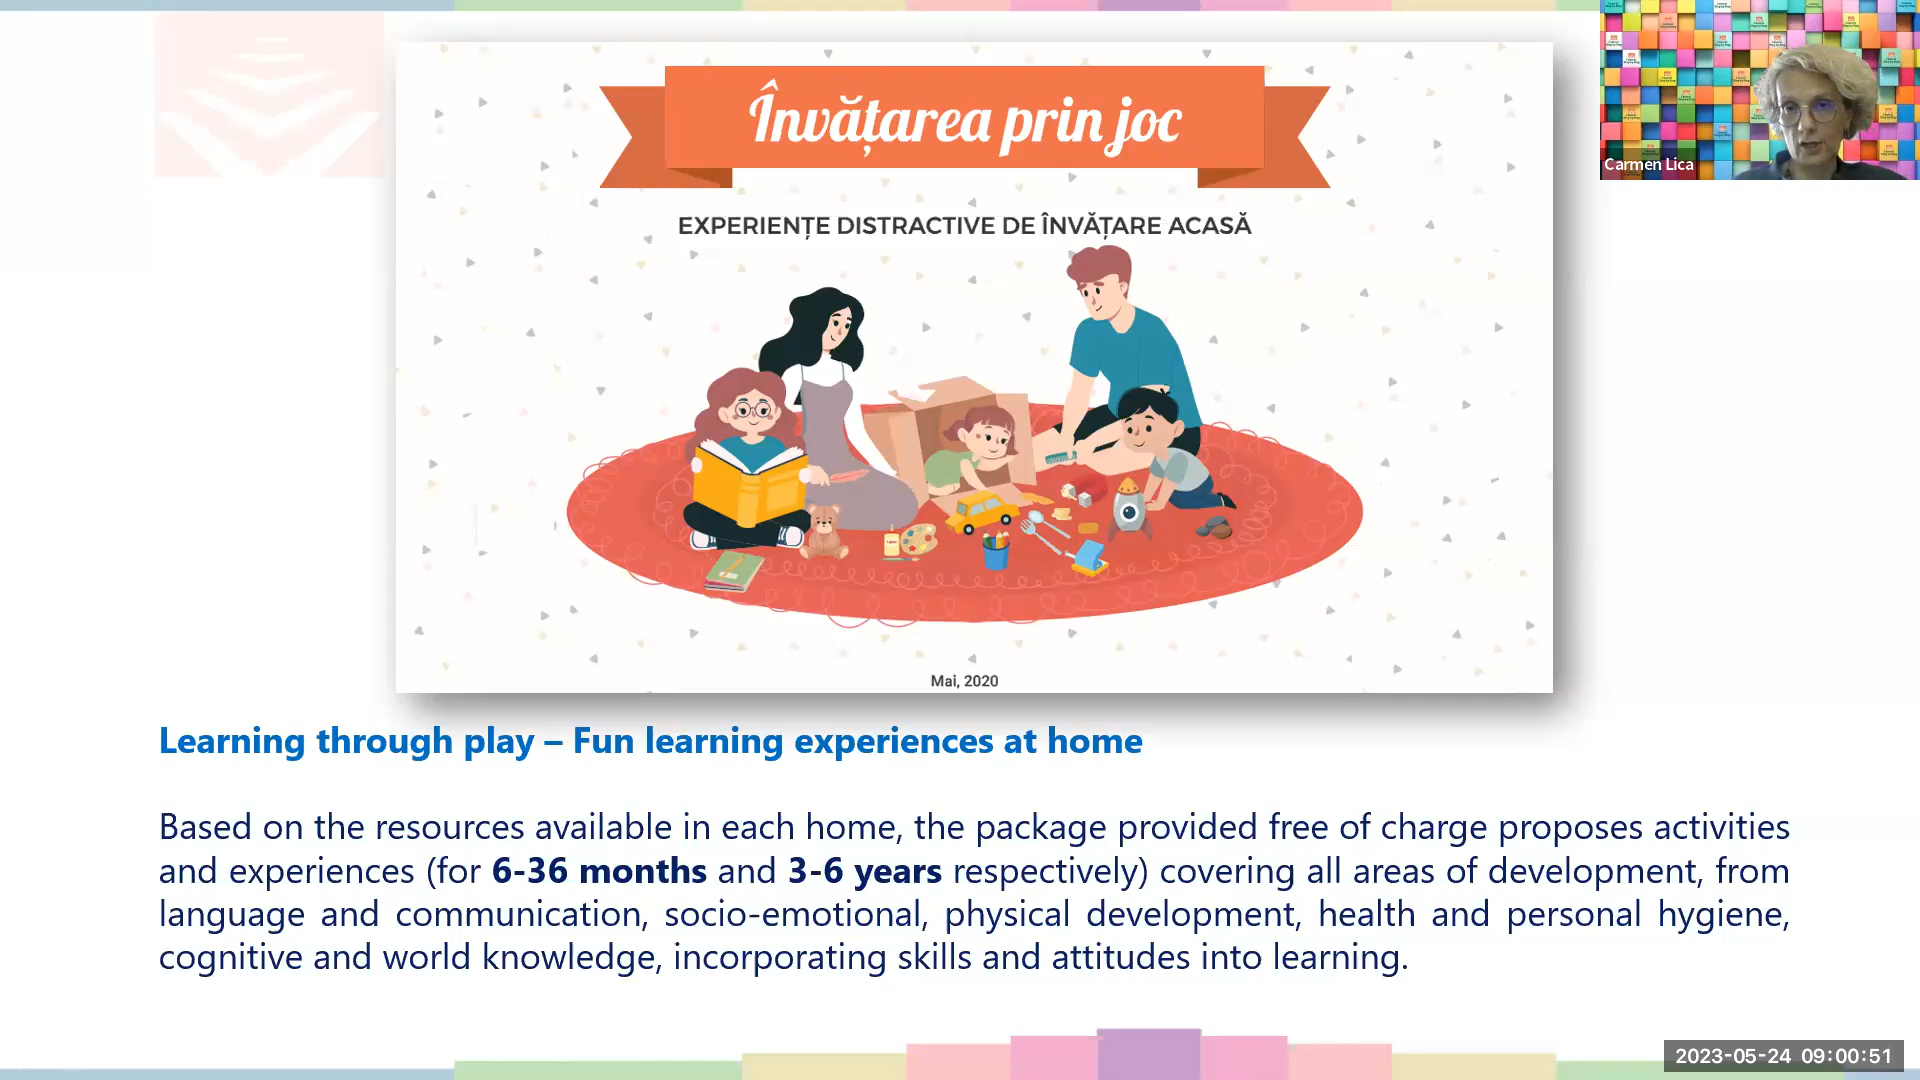 Învățarea prin joc
EXPERIENȚE DISTRACTIVE DE ÎNVĂȚARE ACASĂ
Mai, 2020
Carmen Lica
Learning through play – Fun learning experiences at home
Based on the resources available in each home, the package provided free of charge proposes activities
and experiences (for 6-36 months and 3-6 years respectively) covering all areas of development, from
language and communication, socio-emotional, physical development, health and personal hygiene,
cognitive and world knowledge, incorporating skills and attitudes into learning.
2023-05-24 09:00:51